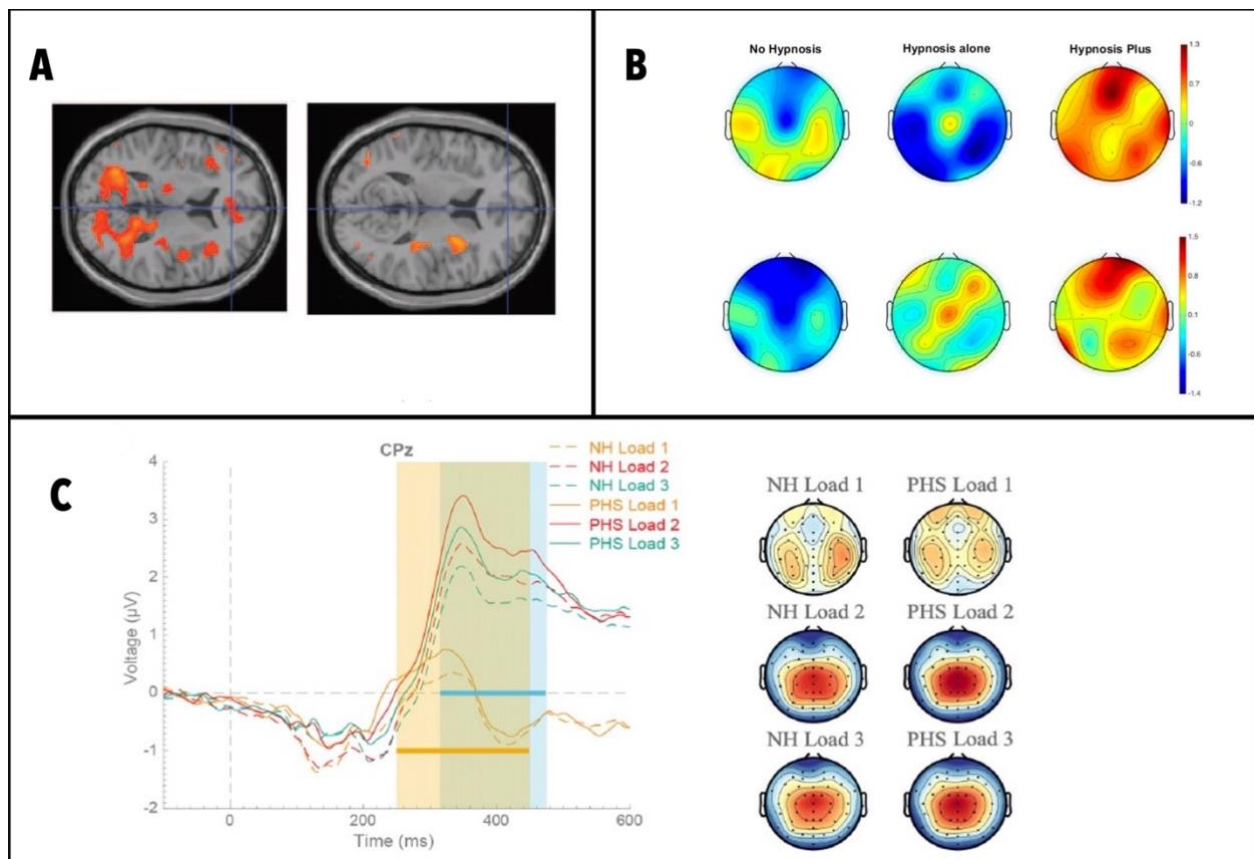 A
B
No Hypnosis
Hypnosis alone
Hypnosis Plus
1.3
0.7
0
-0.6
-1.2
1.5
0.8
0.1
-0.6
-1.4
C
CPz
NH Load 1
NH Load 2
NH Load 3
PHS Load 1
PHS Load 2
PHS Load 3
4
3
2
1
0
-1
-2
Voltage (µV)
0
200
400
600
Time (ms)
NH Load 1
PHS Load 1
NH Load 2
PHS Load 2
NH Load 3
PHS Load 3